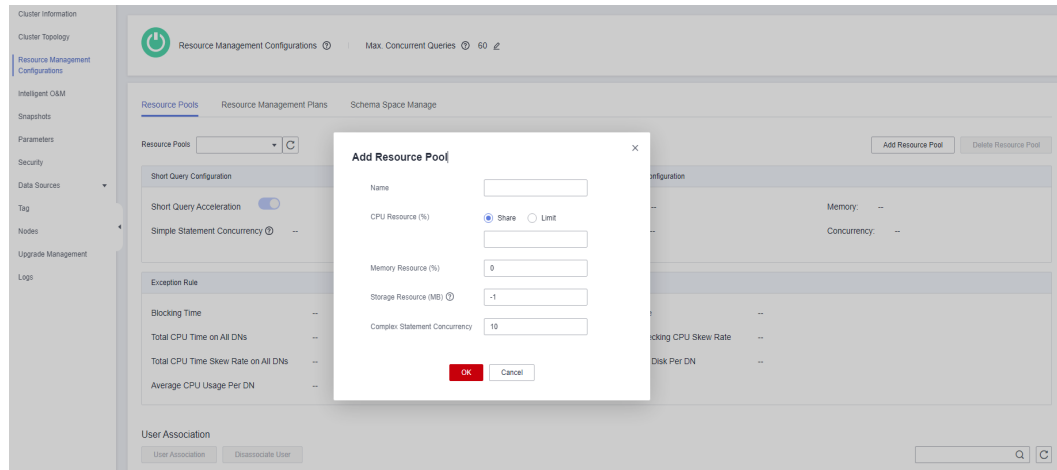 Cluster Information
Cluster Topology
Resource Management
Configurations
Intelligent O&M
Snapshots
Parameters
Security
Data Sources
Tag
Nodes
Upgrade Management
Logs
Resource Management Configurations
Max. Concurrent Queries 60
Resource Pools Resource Management Plans Schema Space Manage
Resource Pools
Add Resource Pool Delete Resource Pool
Short Query Configuration
onfiguration
Short Query Acceleration
-- Memory: --
Simple Statement Concurrency --
-- Concurrency: --
Exception Rule
Blocking Time --
--
Total CPU Time on All DNs --
ecking CPU Skew Rate --
Total CPU Time Skew Rate on All DNs --
Disk Per DN --
Average CPU Usage Per DN --
Add Resource Pool
Name
CPU Resource (%) Share Limit
Memory Resource (%) 0
Storage Resource (MB) -1
Complex Statement Concurrency 10
OK Cancel
User Association
User Association Disassociate User